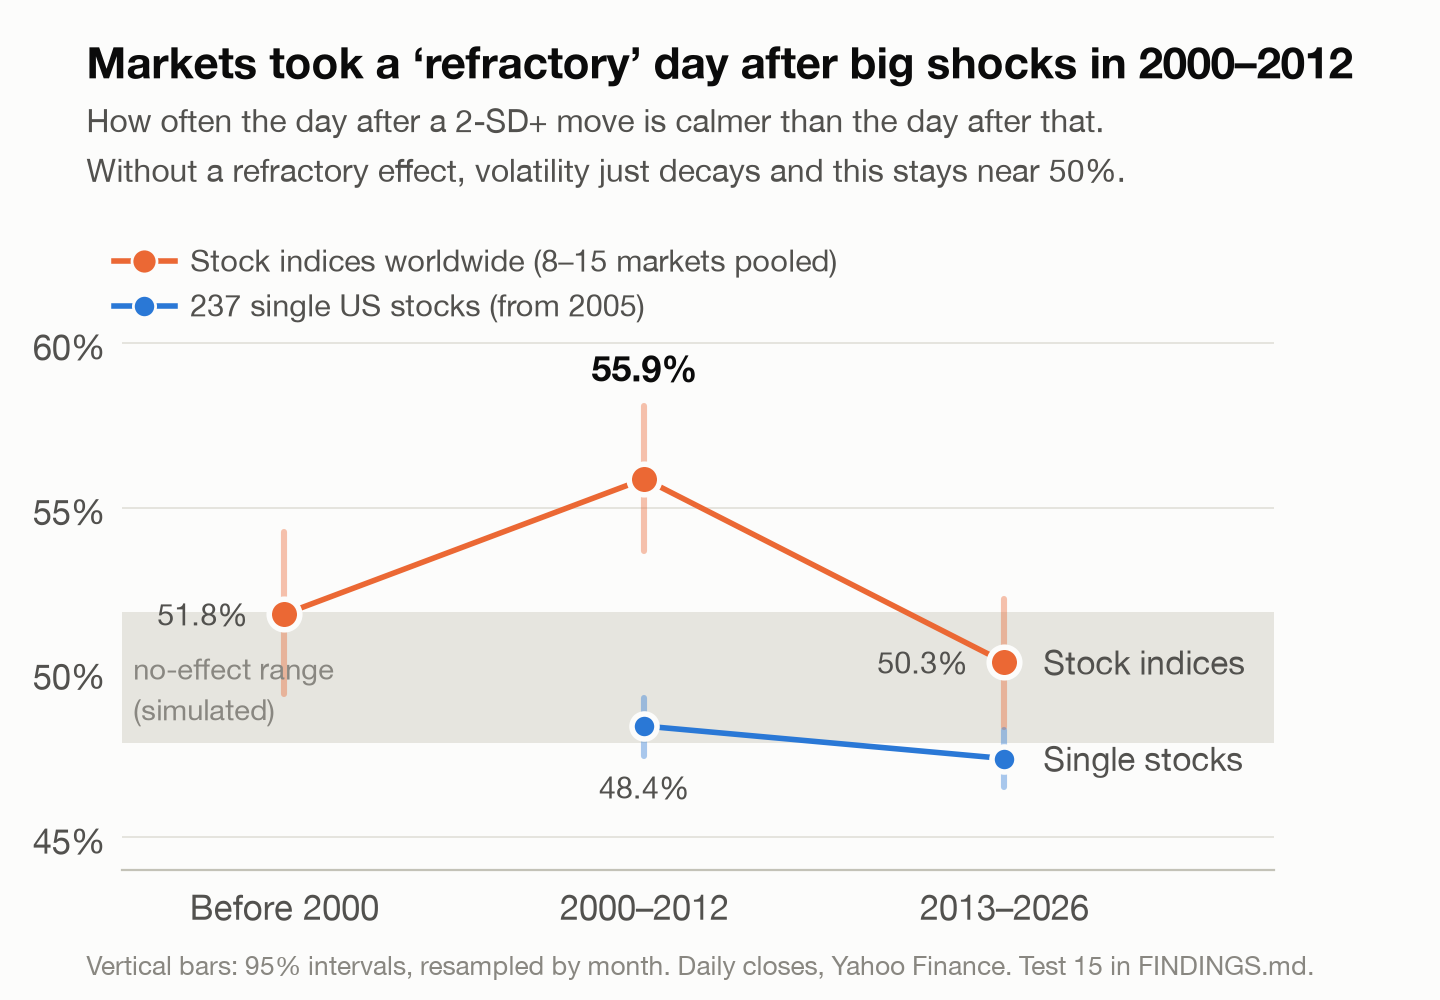 Markets took a ‘refractory’ day after big shocks in 2000–2012
How often the day after a 2-SD+ move is calmer than the day after that.
Without a refractory effect, volatility just decays and this stays near 50%.
Stock indices worldwide (8–15 markets pooled)
237 single US stocks (from 2005)
60%
55.9%
55%
51.8%
no-effect range
(simulated)
50%
50.3%
Stock indices
Single stocks
48.4%
45%
Before 2000
2000–2012
2013–2026
Vertical bars: 95% intervals, resampled by month. Daily closes, Yahoo Finance. Test 15 in FINDINGS.md.